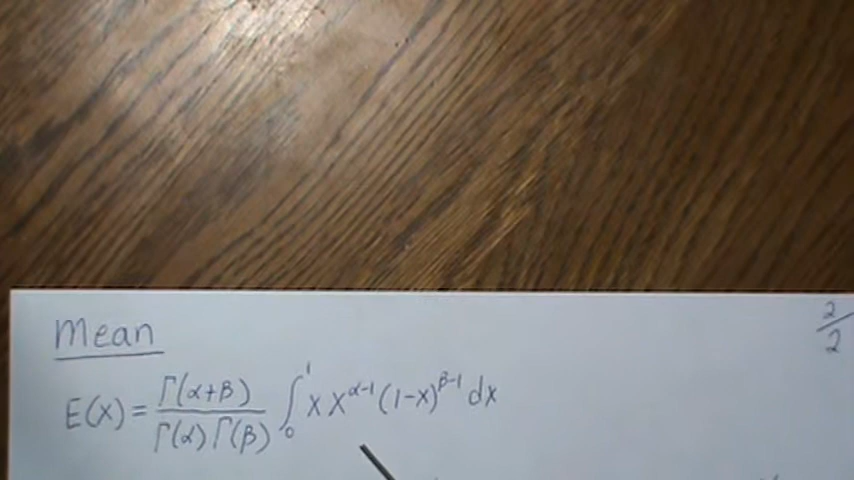 Mean
2/2
E(x) = Γ(α+β)/Γ(α)Γ(β) ∫₀¹ x x^(α-1) (1-x)^(β-1) dx